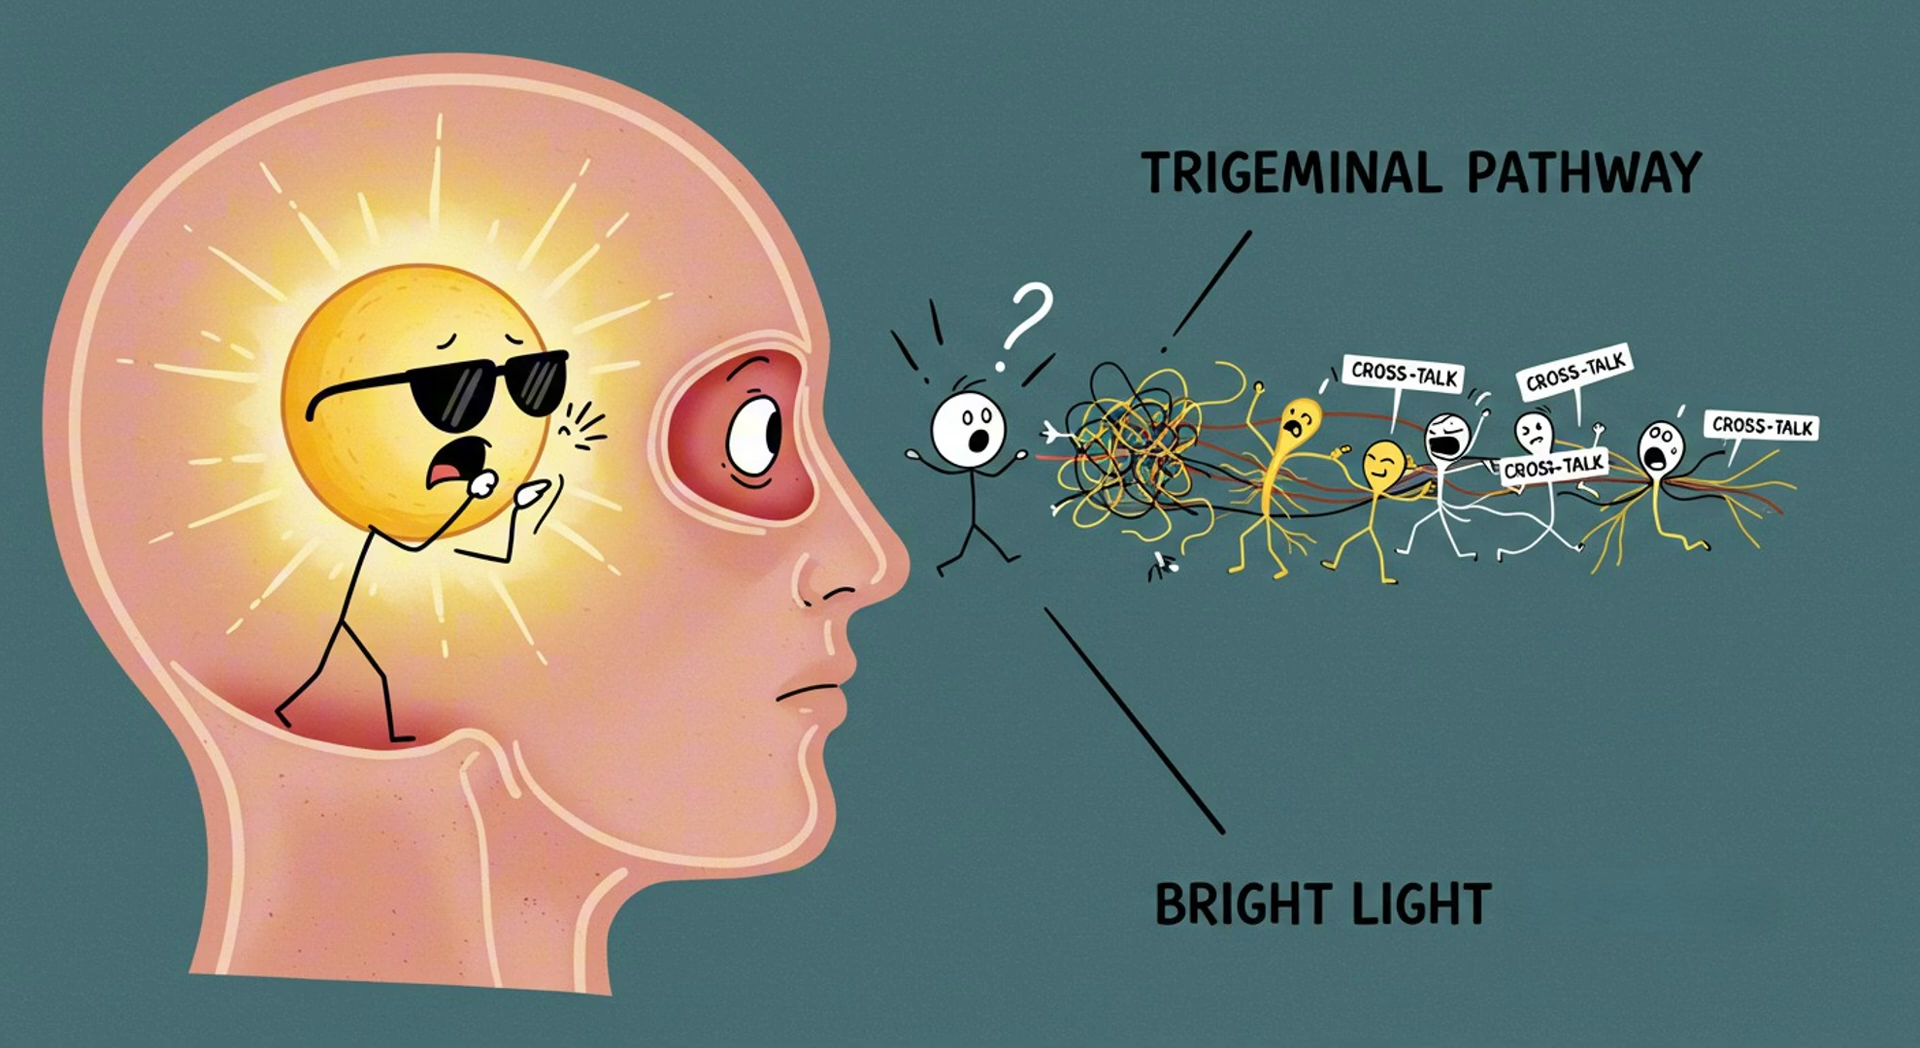 TRIGEMINAL PATHWAY
?
CROSS-TALK
CROSS-TALK
CROSS-TALK
CROSS-TALK
BRIGHT LIGHT